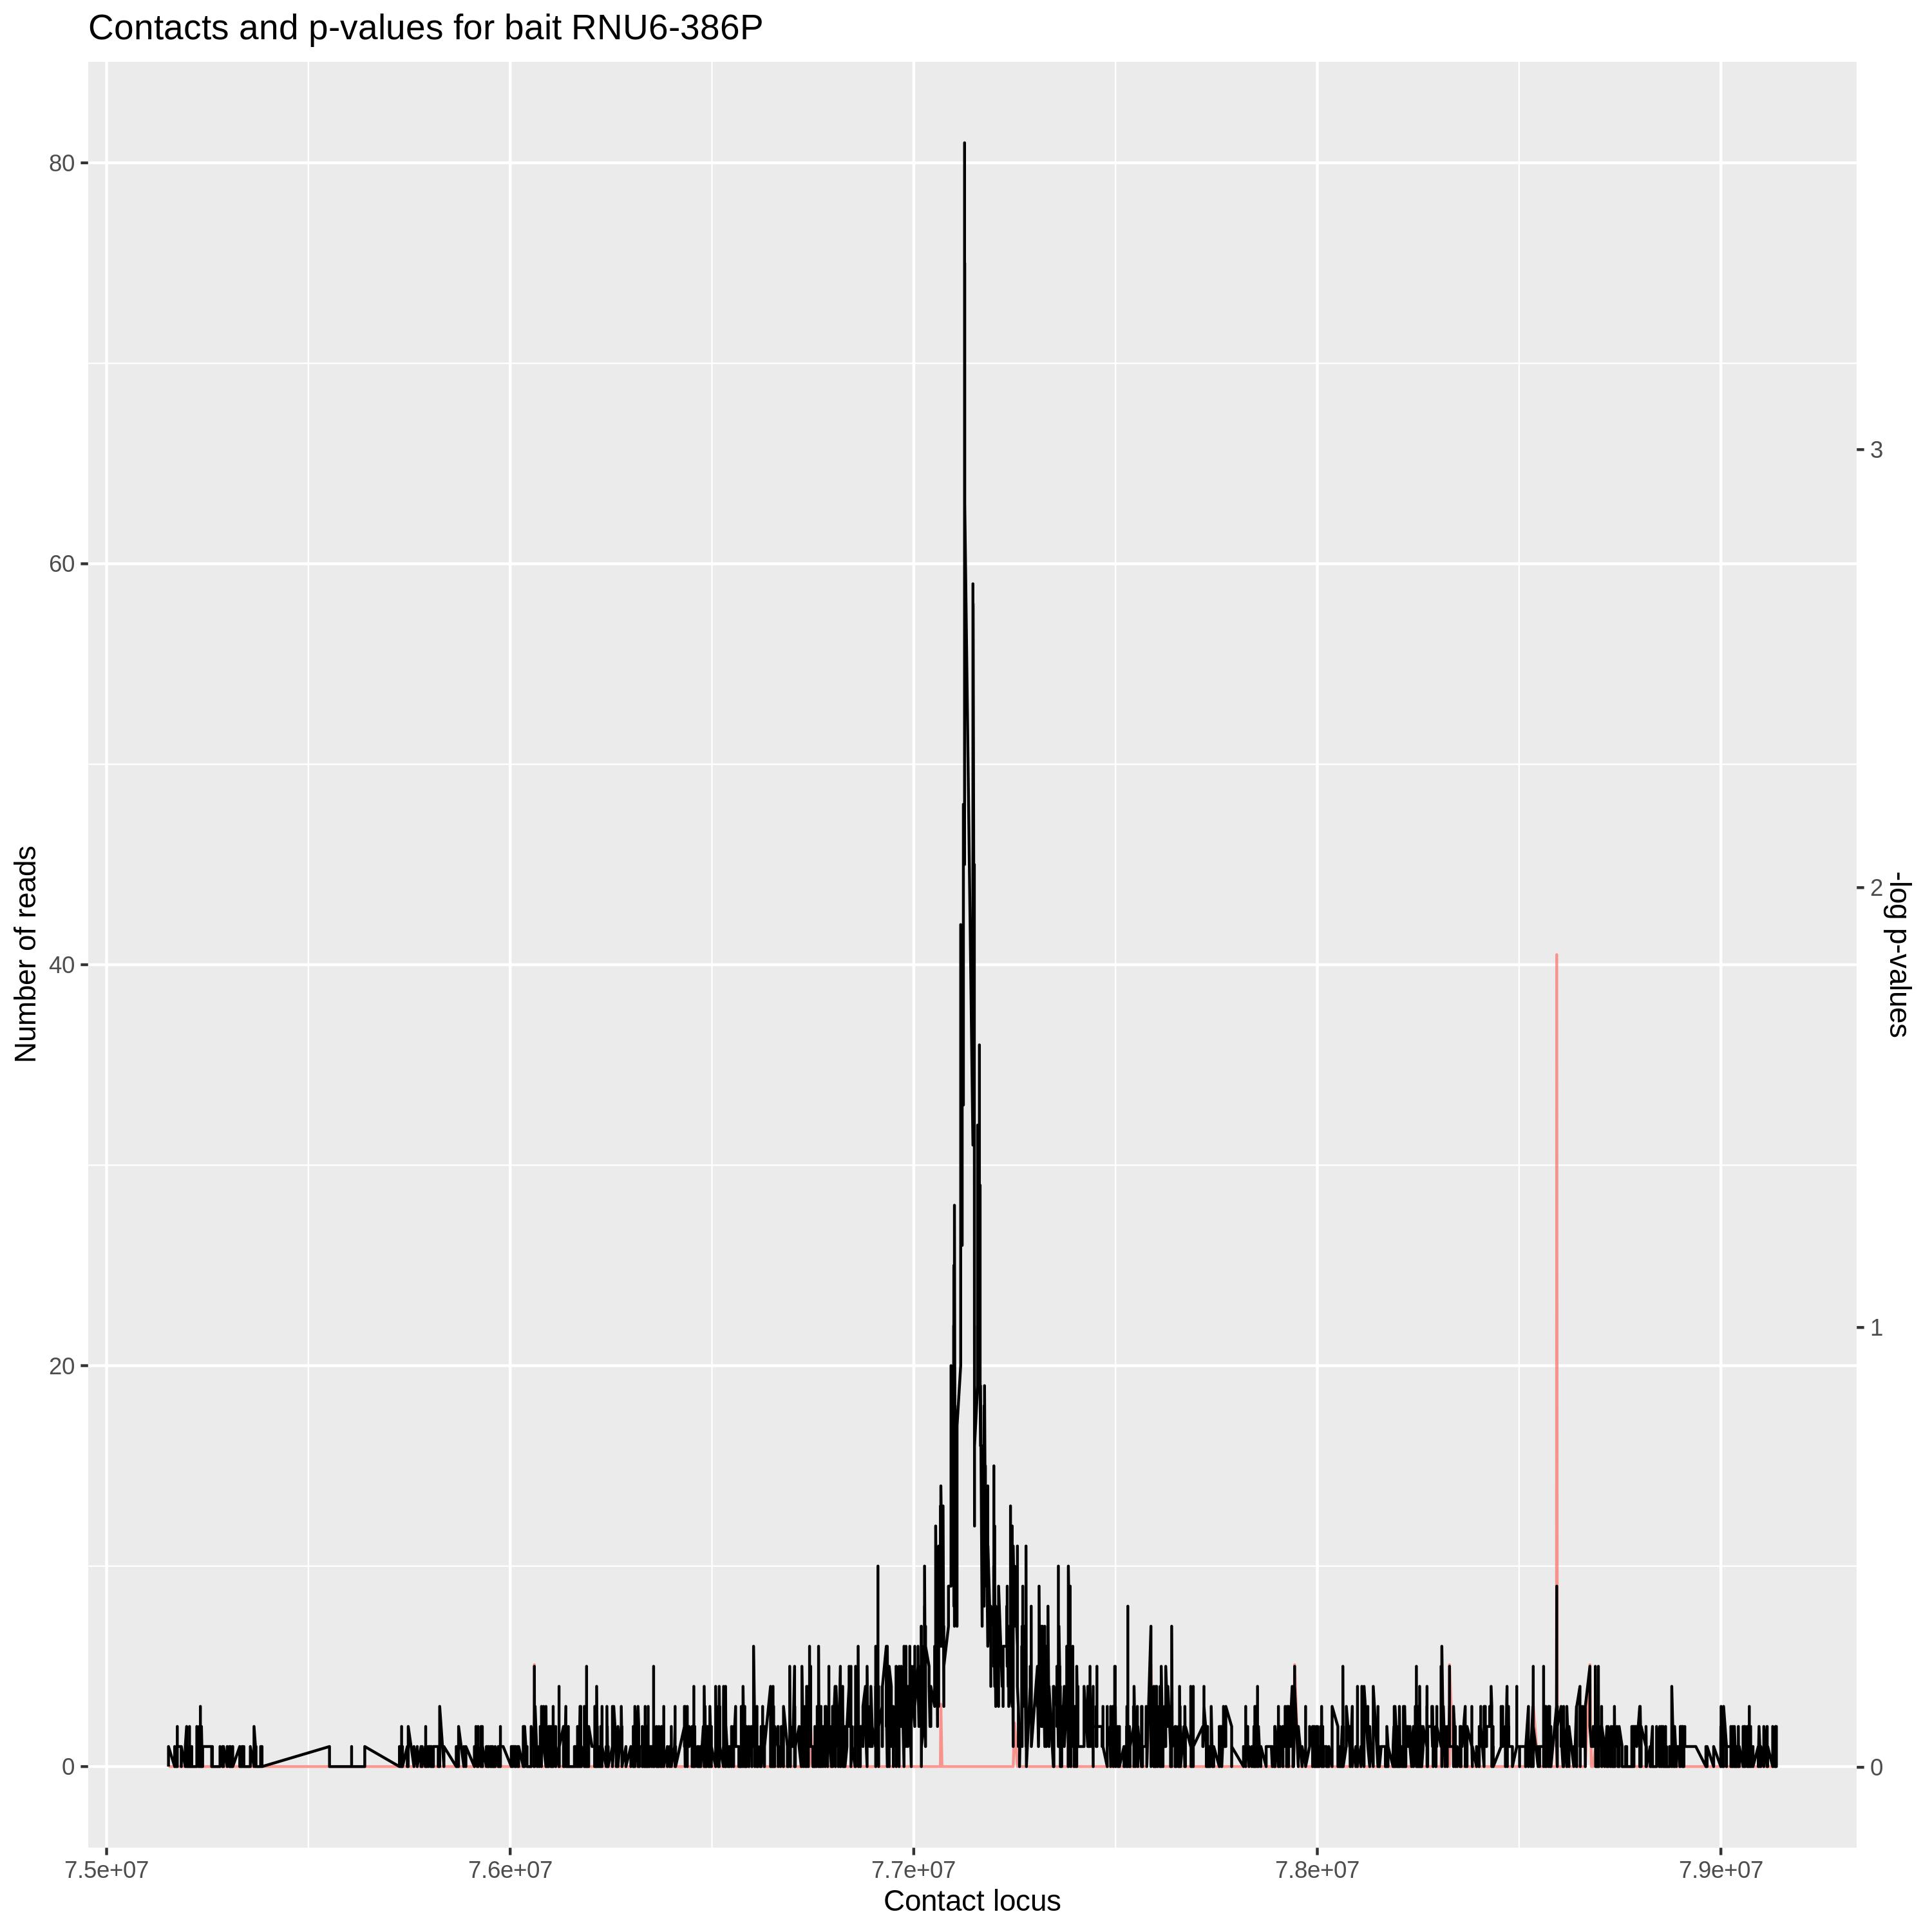 Contacts and p-values for bait RNU6-386P
80
60
40
20
0
Number of reads
3
2
1
0
-log p-values
7.5e+07
7.6e+07
7.7e+07
7.8e+07
7.9e+07
Contact locus